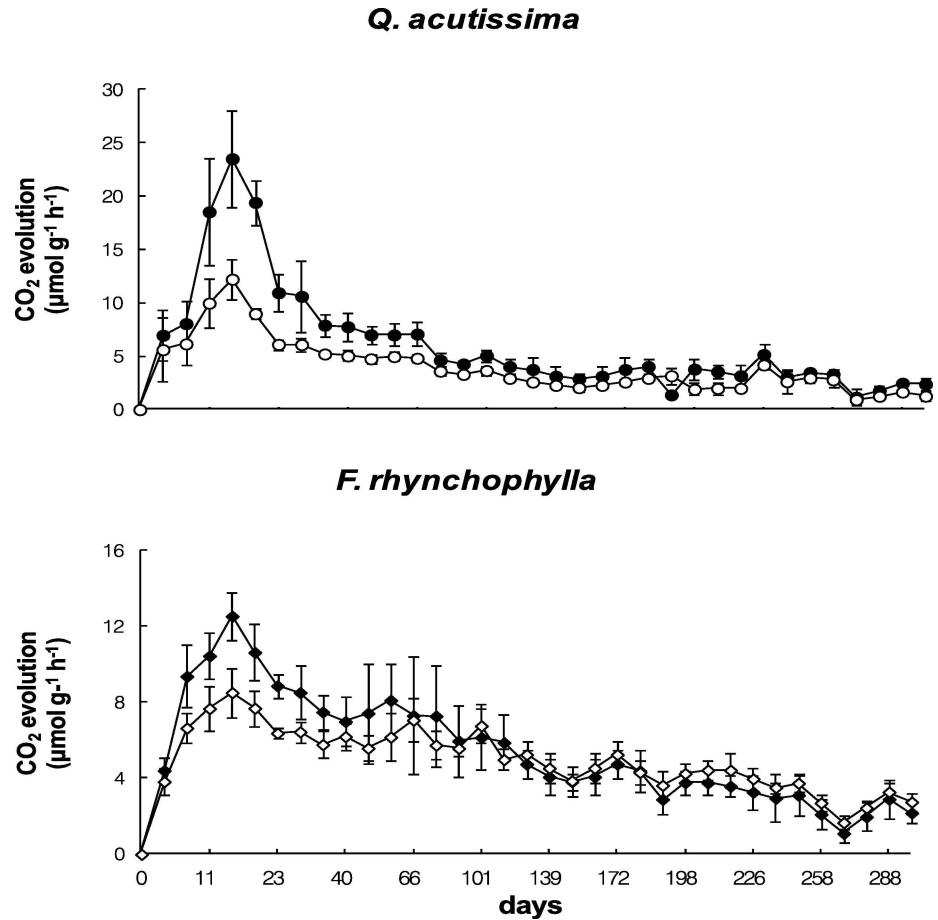 Q. acutissima
30
25
20
15
10
5
0
CO₂ evolution
(μmol g⁻¹ h⁻¹)
F. rhynchophylla
16
12
8
4
0
CO₂ evolution
(μmol g-¹ h⁻¹)
0 11 23 40 66 101 139 172 198 226 258 288
days